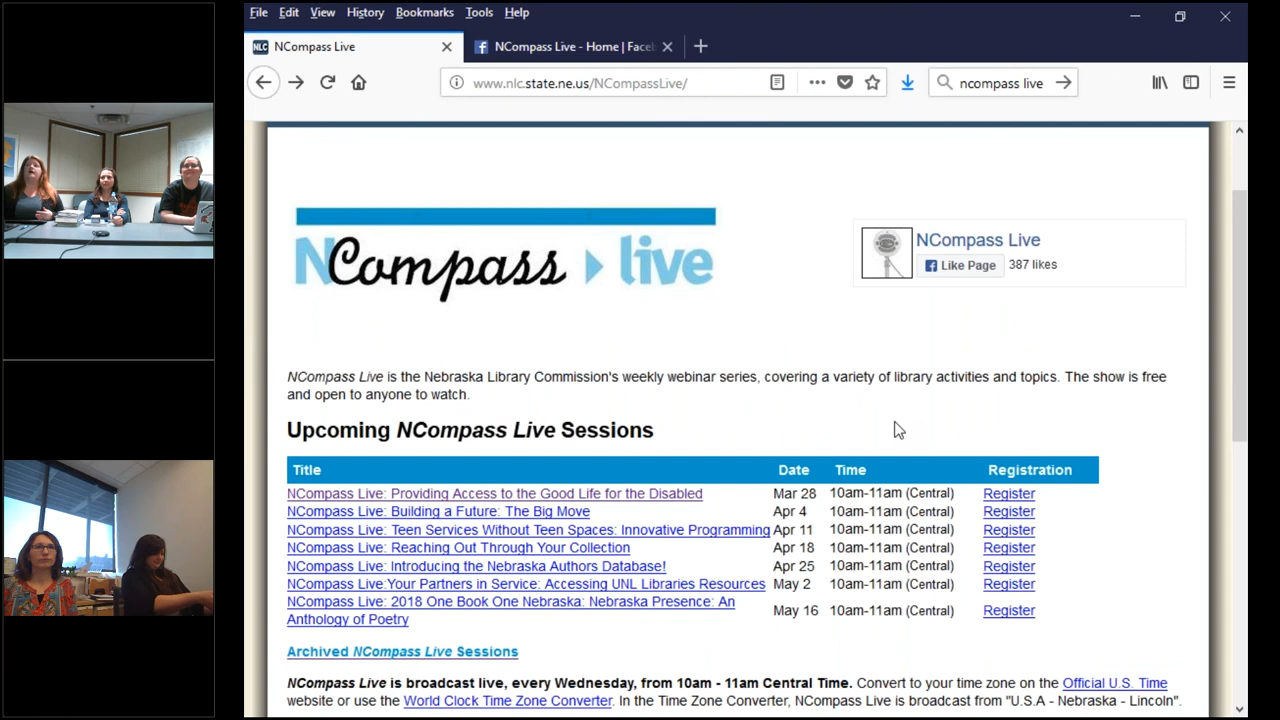 File Edit View History Bookmarks Tools Help
NLC NCompass Live
NCompass Live - Home | Face
www.nlc.state.ne.us/NCompassLive/
ncompass live
NCompass live
NCompass Live
Like Page 387 likes
NCompass Live is the Nebraska Library Commission's weekly webinar series, covering a variety of library activities and topics. The show is free
and open to anyone to watch.
Upcoming NCompass Live Sessions
Title Date Time Registration
NCompass Live: Providing Access to the Good Life for the Disabled Mar 28 10am-11am (Central) Register
NCompass Live: Building a Future: The Big Move Apr 4 10am-11am (Central) Register
NCompass Live: Teen Services Without Teen Spaces: Innovative Programming Apr 11 10am-11am (Central) Register
NCompass Live: Reaching Out Through Your Collection Apr 18 10am-11am (Central) Register
NCompass Live: Introducing the Nebraska Authors Database! Apr 25 10am-11am (Central) Register
NCompass Live:Your Partners in Service: Accessing UNL Libraries Resources May 2 10am-11am (Central) Register
NCompass Live: 2018 One Book One Nebraska: Nebraska Presence: An
Anthology of Poetry May 16 10am-11am (Central) Register
Archived NCompass Live Sessions
NCompass Live is broadcast live, every Wednesday, from 10am - 11am Central Time. Convert to your time zone on the Official U.S. Time
website or use the World Clock Time Zone Converter. In the Time Zone Converter, NCompass Live is broadcast from "U.S.A - Nebraska - Lincoln".